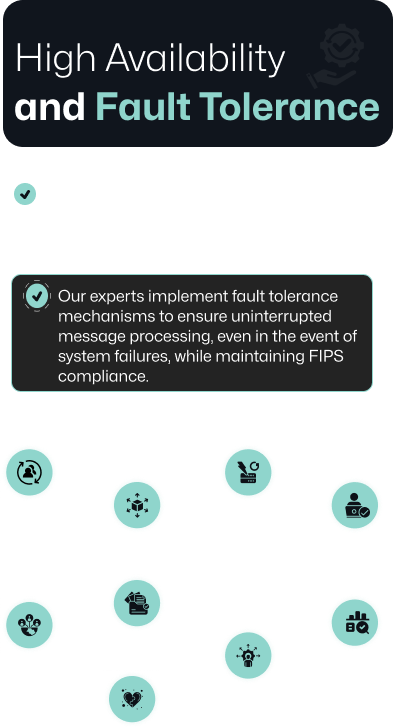 High Availability
and Fault Tolerance
Our experts implement fault tolerance
mechanisms to ensure uninterrupted
message processing, even in the event of
system failures, while maintaining FIPS
compliance.